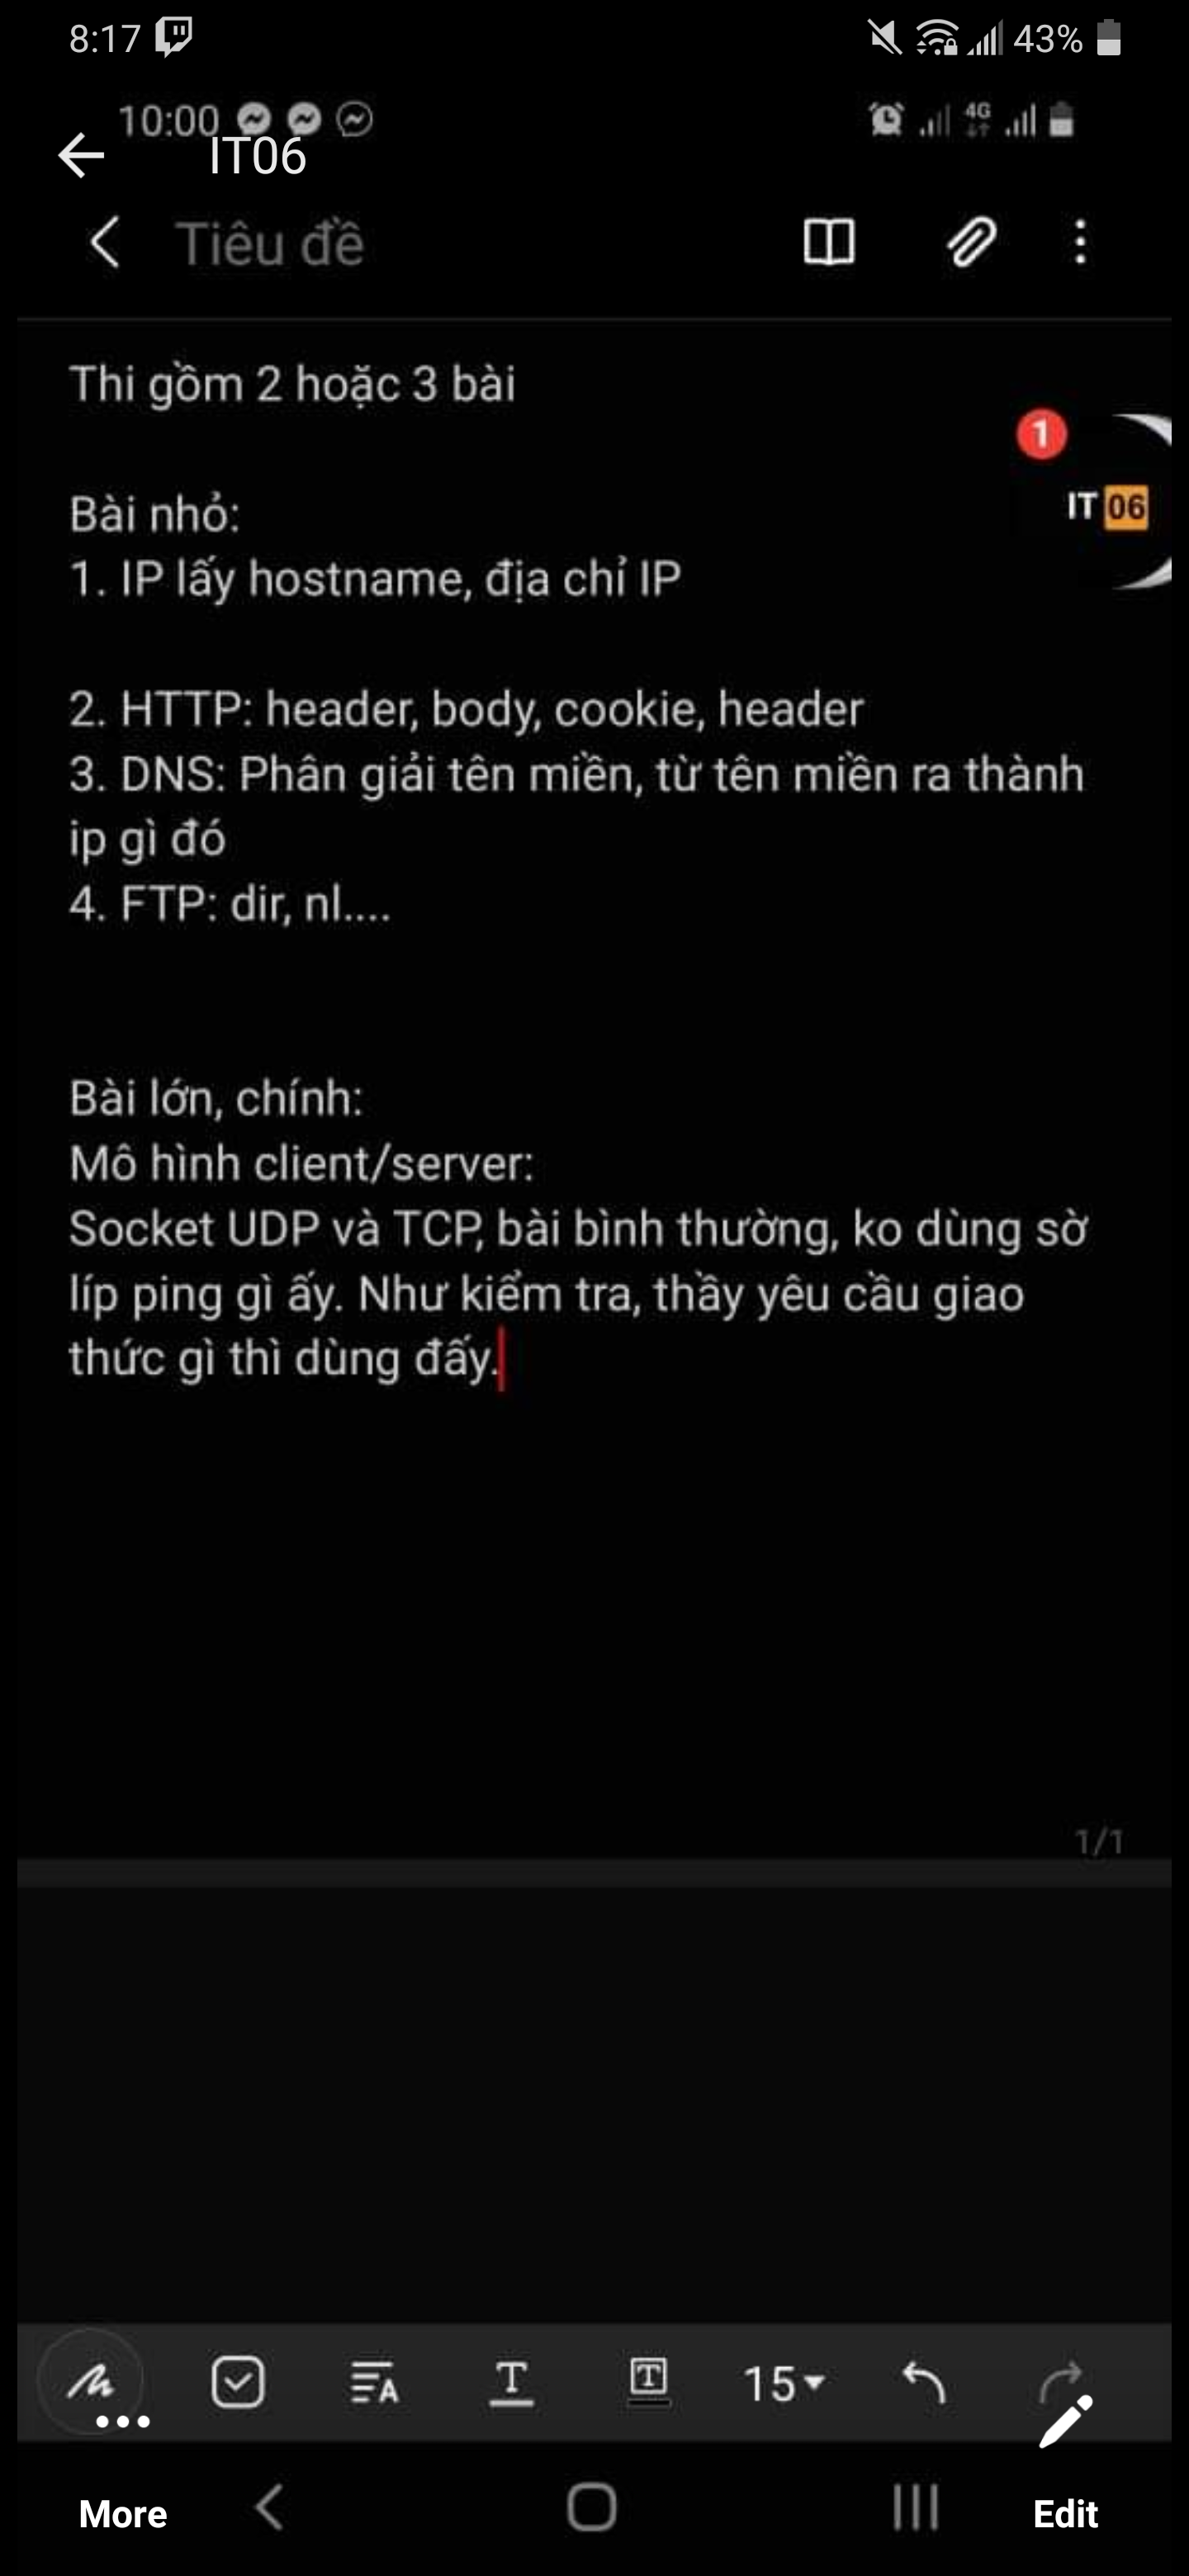 8:17
43%
10:00
4G
IT06
Tiêu đề
Thi gồm 2 hoặc 3 bài
1
Bài nhỏ:
IT 06
1. IP lấy hostname, địa chỉ IP
2. HTTP: header, body, cookie, header
3. DNS: Phân giải tên miền, từ tên miền ra thành
ip gì đó
4. FTP: dir, nl....
Bài lớn, chính:
Mô hình client/server:
Socket UDP và TCP, bài bình thường, ko dùng sờ
líp ping gì ấy. Như kiểm tra, thầy yêu cầu giao
thức gì thì dùng đấy.
1/1
15
More
Edit